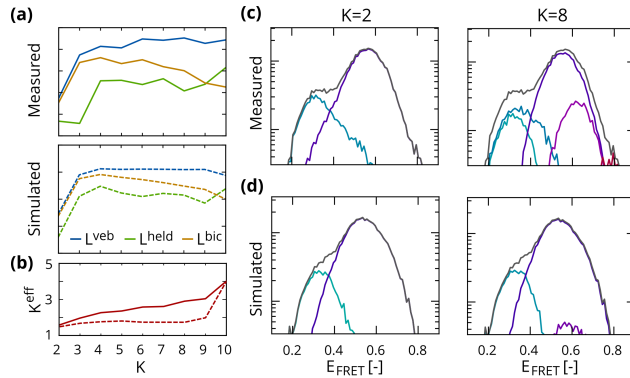 (a)
Measured
Simulated
L^veb L^held L^bic
(b)
K^eff
5
3
1
2 3 4 5 6 7 8 9 10
K
(c)
K=2 K=8
Measured
(d)
Simulated
0.2 0.4 0.6 0.8 0.2 0.4 0.6 0.8
E_FRET [-] E_FRET [-]